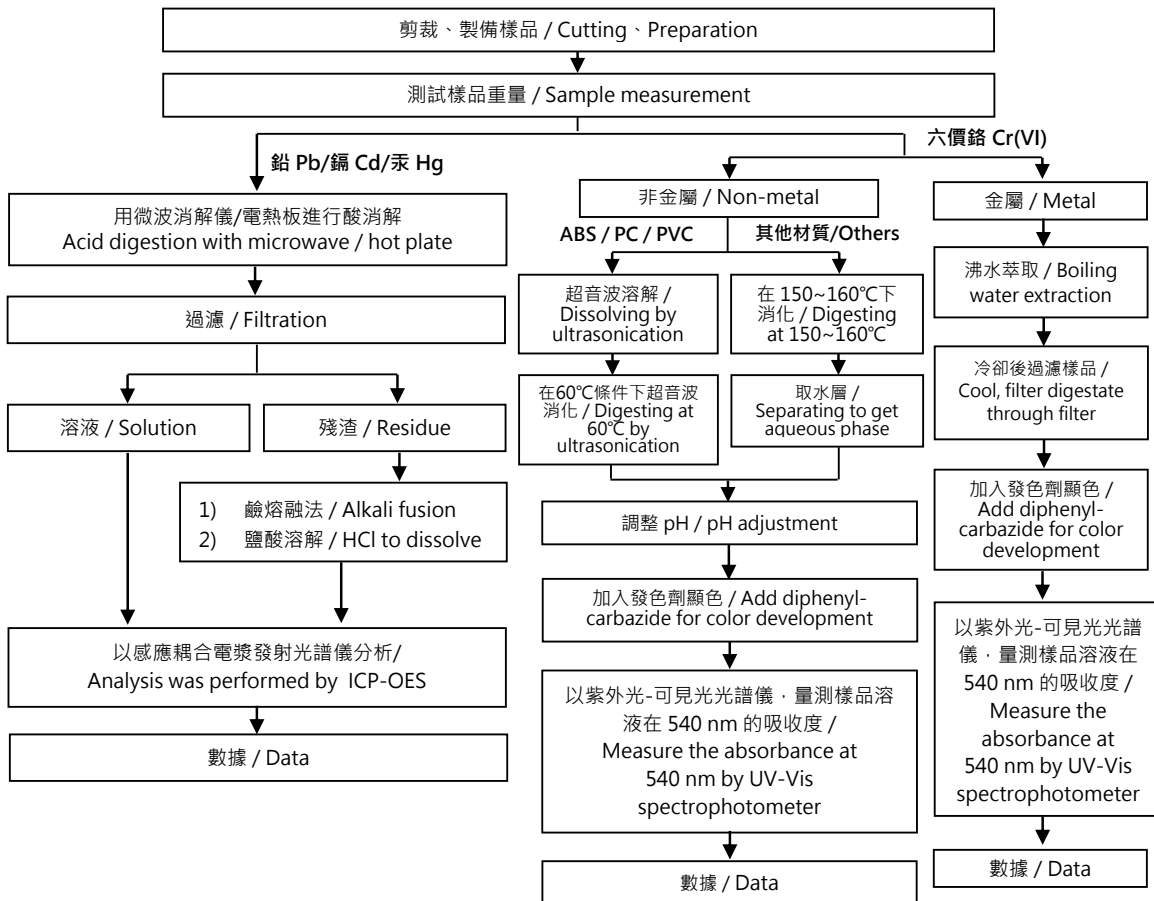 剪裁、製備樣品 / Cutting、Preparation
測試樣品重量 / Sample measurement
鉛 Pb/鎘 Cd/汞 Hg
六價鉻 Cr(VI)
用微波消解儀/電熱板進行酸消解
Acid digestion with microwave / hot plate
過濾 / Filtration
溶液 / Solution
殘渣 / Residue
1) 鹼熔融法 / Alkali fusion
2) 鹽酸溶解 / HCl to dissolve
以感應耦合電漿發射光譜儀分析/
Analysis was performed by ICP-OES
數據 / Data
非金屬 / Non-metal
ABS / PC / PVC
其他材質/Others
超音波溶解 /
Dissolving by
ultrasonication
在60℃條件下超音波
消化 / Digesting at
60℃ by
ultrasonication
在 150~160℃下
消化 / Digesting
at 150~160℃
取水層 /
Separating to get
aqueous phase
調整 pH / pH adjustment
加入發色劑顯色 / Add diphenyl-
carbazide for color development
以紫外光-可見光光譜儀，量測樣品溶
液在 540 nm 的吸收度 /
Measure the absorbance at
540 nm by UV-Vis
spectrophotometer
數據 / Data
金屬 / Metal
沸水萃取 / Boiling
water extraction
冷卻後過濾樣品 /
Cool, filter digestate
through filter
加入發色劑顯色 /
Add diphenyl-
carbazide for color
development
以紫外光-可見光光譜
儀，量測樣品溶液在
540 nm 的吸收度 /
Measure the
absorbance at
540 nm by UV-Vis
spectrophotometer
數據 / Data